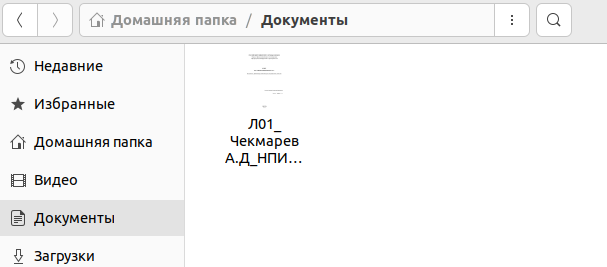 Домашняя папка / Документы
Недавние
Избранные
Домашняя папка
Видео
Документы
Загрузки
Л01_
Чекмарев
А.Д_НПИ...